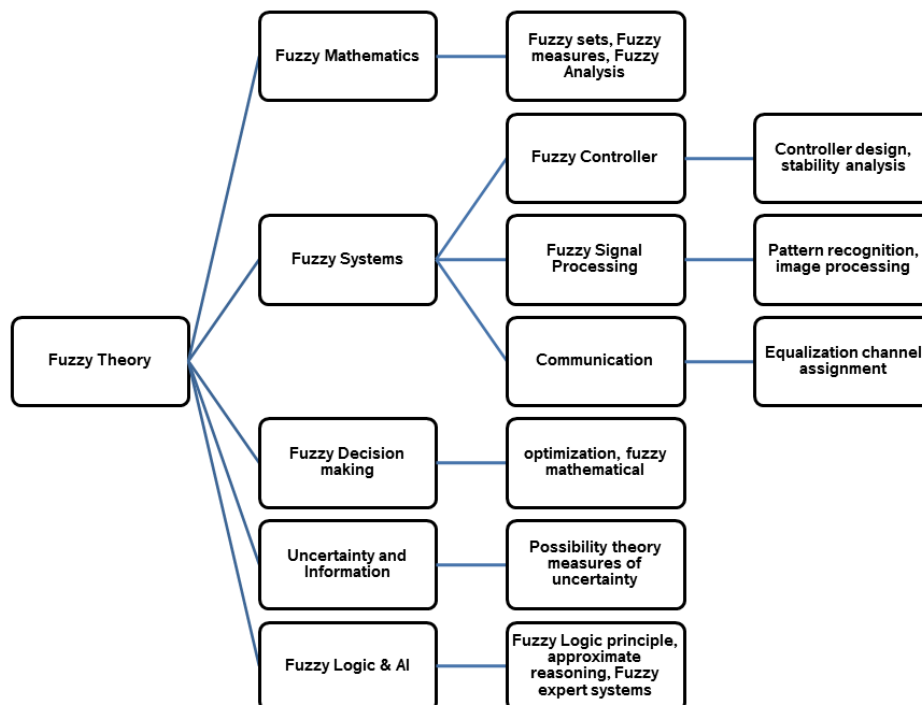 Fuzzy Theory
Fuzzy Mathematics
Fuzzy sets, Fuzzy
measures, Fuzzy
Analysis
Fuzzy Systems
Fuzzy Controller
Controller design,
stability analysis
Fuzzy Signal
Processing
Pattern recognition,
image processing
Communication
Equalization channel
assignment
Fuzzy Decision
making
optimization, fuzzy
mathematical
Uncertainty and
Information
Possibility theory
measures of
uncertainty
Fuzzy Logic & AI
Fuzzy Logic principle,
approximate
reasoning, Fuzzy
expert systems